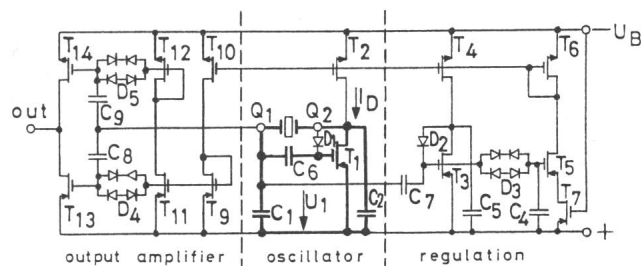 T14 T12 T10 T2 T4 T6 −UB
D5
C9
out Q1 Q2 ID
D1 D2
C8 C6 T1
T3 D3 T5
C7
D4 C1 U1 C2 C5 C4 T7
T13 T11 T9
+
output amplifier oscillator regulation